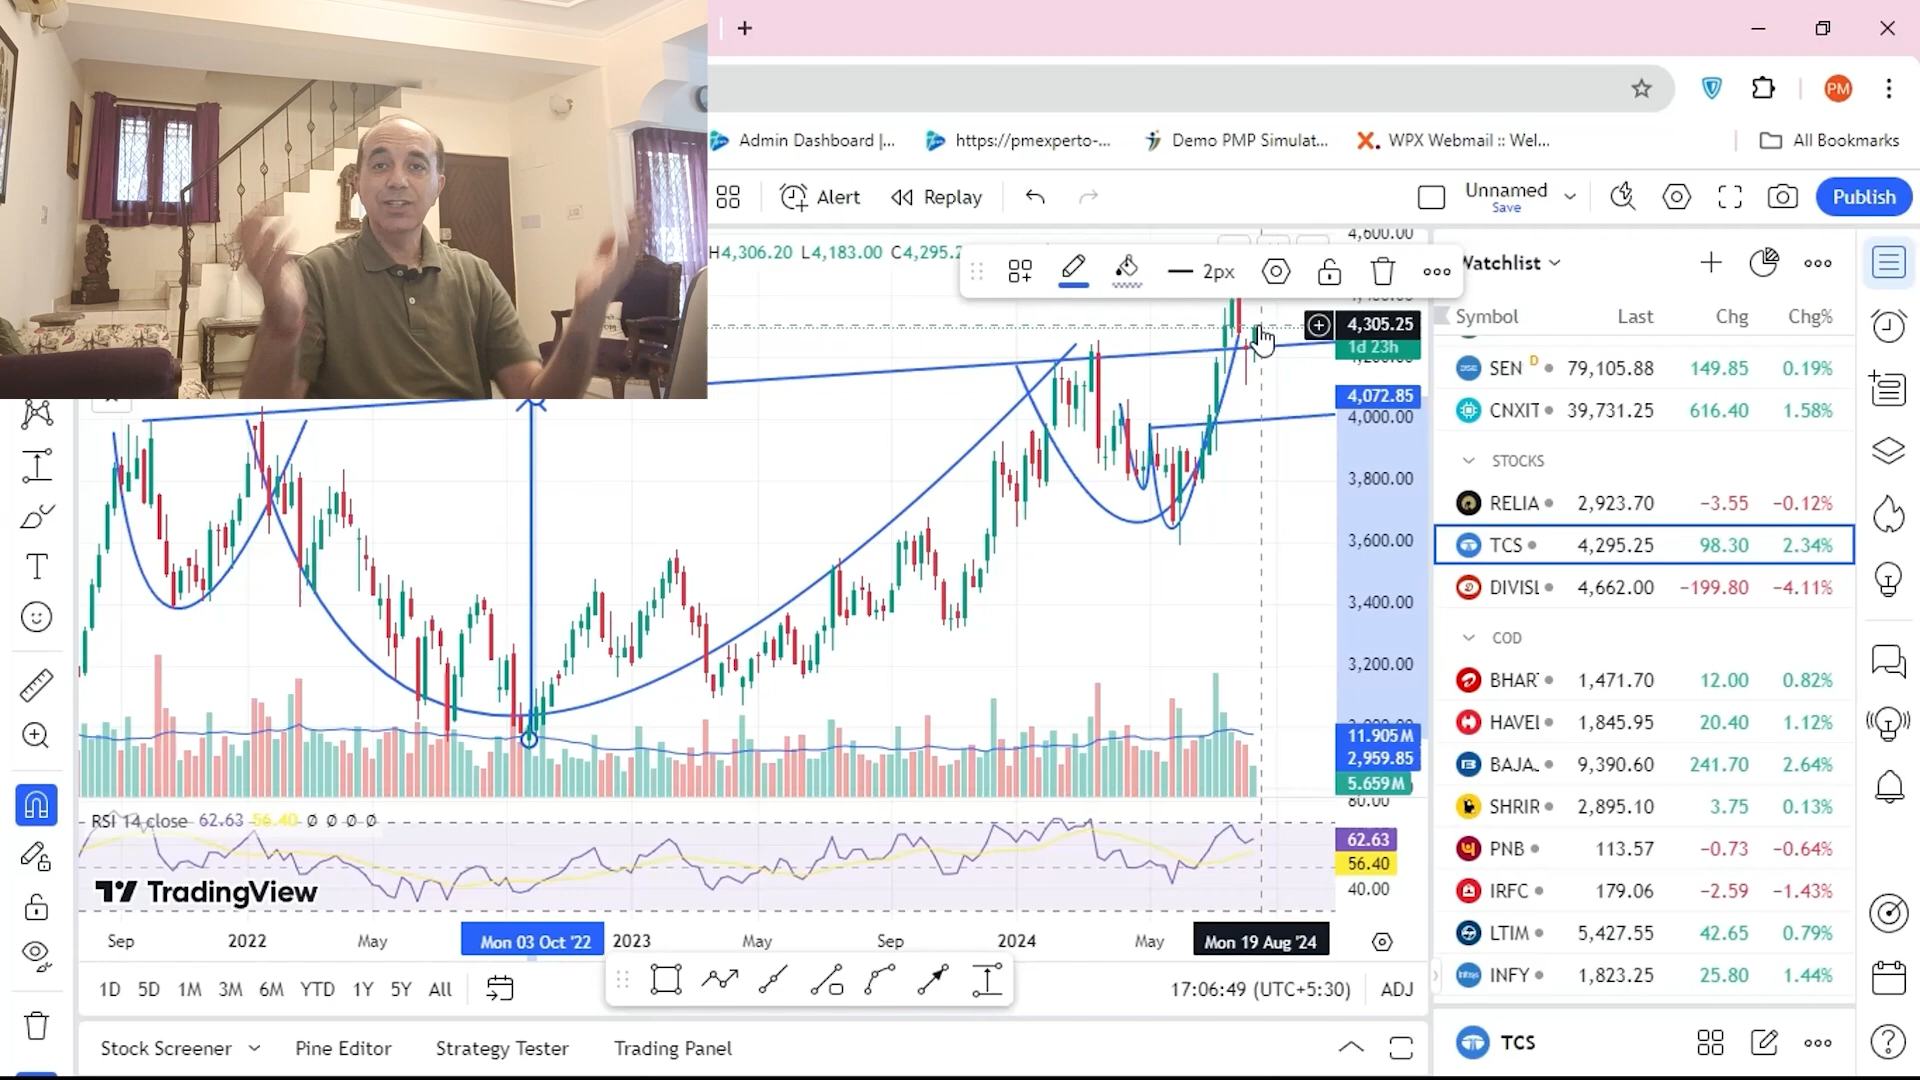 PM
Admin Dashboard |...
https://pmexperto-...
Demo PMP Simulat...
WPX Webmail :: Wel...
All Bookmarks
Alert
Replay
Unnamed
Save
Publish
H4,306.20 L4,183.00 C4,295.2
2px
4,600.00
4,305.25
1d 23h
4,072.85
4,000.00
3,800.00
3,600.00
3,400.00
3,200.00
11.905M
2,959.85
5.659M
80.00
RSI 14 close 62.63 56.40 Ø Ø Ø Ø
62.63
56.40
40.00
TradingView
Sep 2022 May Mon 03 Oct '22 2023 May Sep 2024 May Mon 19 Aug '24
1D 5D 1M 3M 6M YTD 1Y 5Y All
17:06:49 (UTC+5:30) ADJ
Stock Screener Pine Editor Strategy Tester Trading Panel
Watchlist
Symbol Last Chg Chg%
SEN D 79,105.88 149.85 0.19%
CNXIT 39,731.25 616.40 1.58%
STOCKS
RELIA 2,923.70 −3.55 −0.12%
TCS 4,295.25 98.30 2.34%
DIVISL 4,662.00 −199.80 −4.11%
COD
BHAR 1,471.70 12.00 0.82%
HAVEL 1,845.95 20.40 1.12%
BAJA 9,390.60 241.70 2.64%
SHRIR 2,895.10 3.75 0.13%
PNB 113.57 −0.73 −0.64%
IRFC 179.06 −2.59 −1.43%
LTIM 5,427.55 42.65 0.79%
INFY 1,823.25 25.80 1.44%
TCS